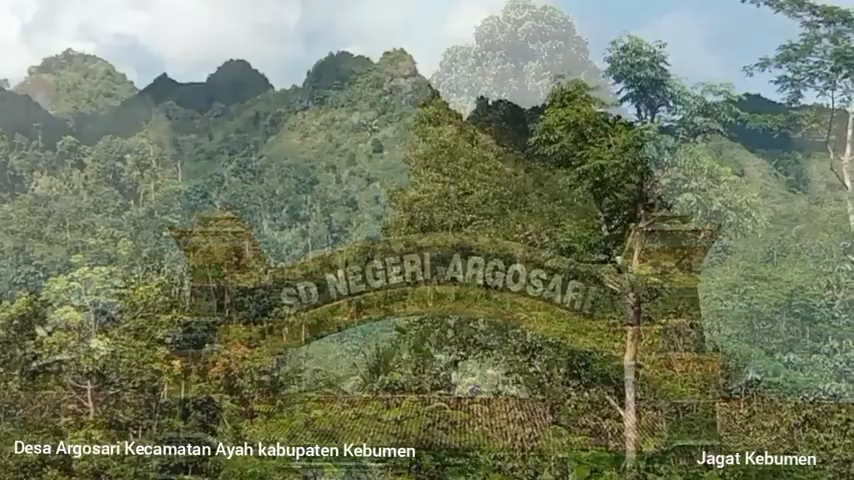 SD NEGERI ARGOSARI
Desa Argosari Kecamatan Ayah kabupaten Kebumen
Jagat Kebumen